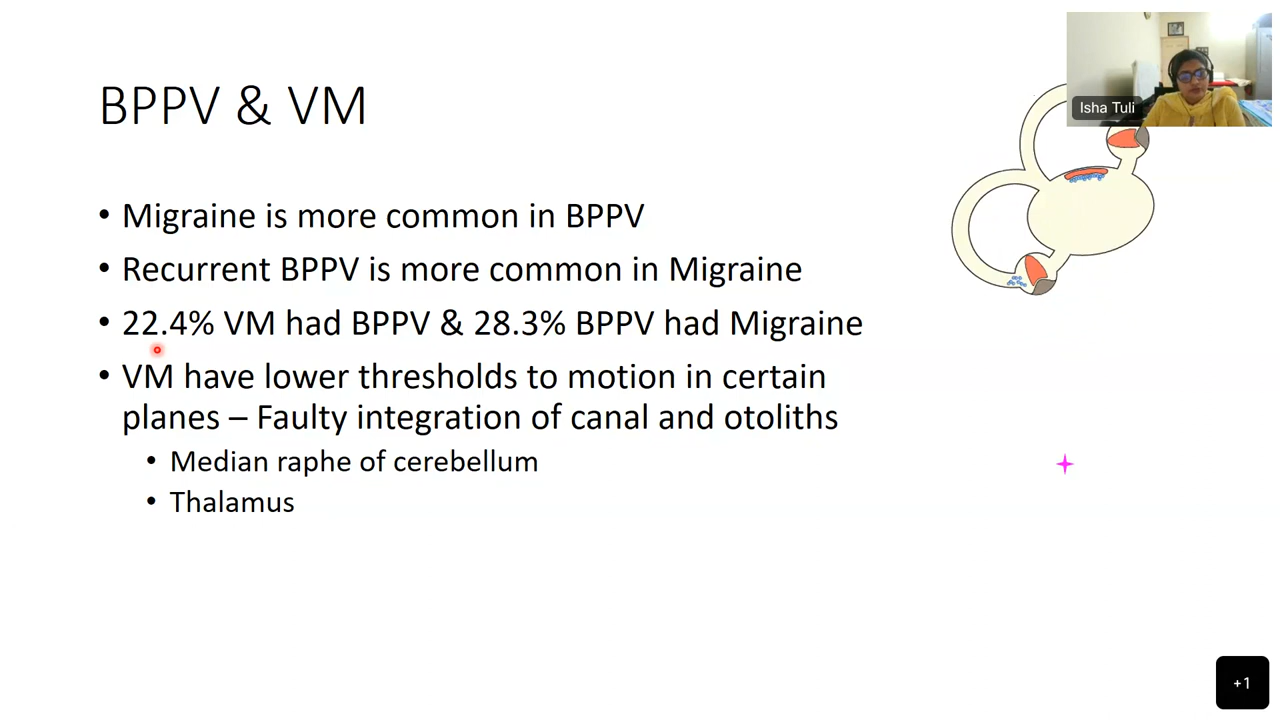 BPPV & VM
Isha Tuli
• Migraine is more common in BPPV
• Recurrent BPPV is more common in Migraine
• 22.4% VM had BPPV & 28.3% BPPV had Migraine
• VM have lower thresholds to motion in certain
planes – Faulty integration of canal and otoliths
• Median raphe of cerebellum
• Thalamus
+1